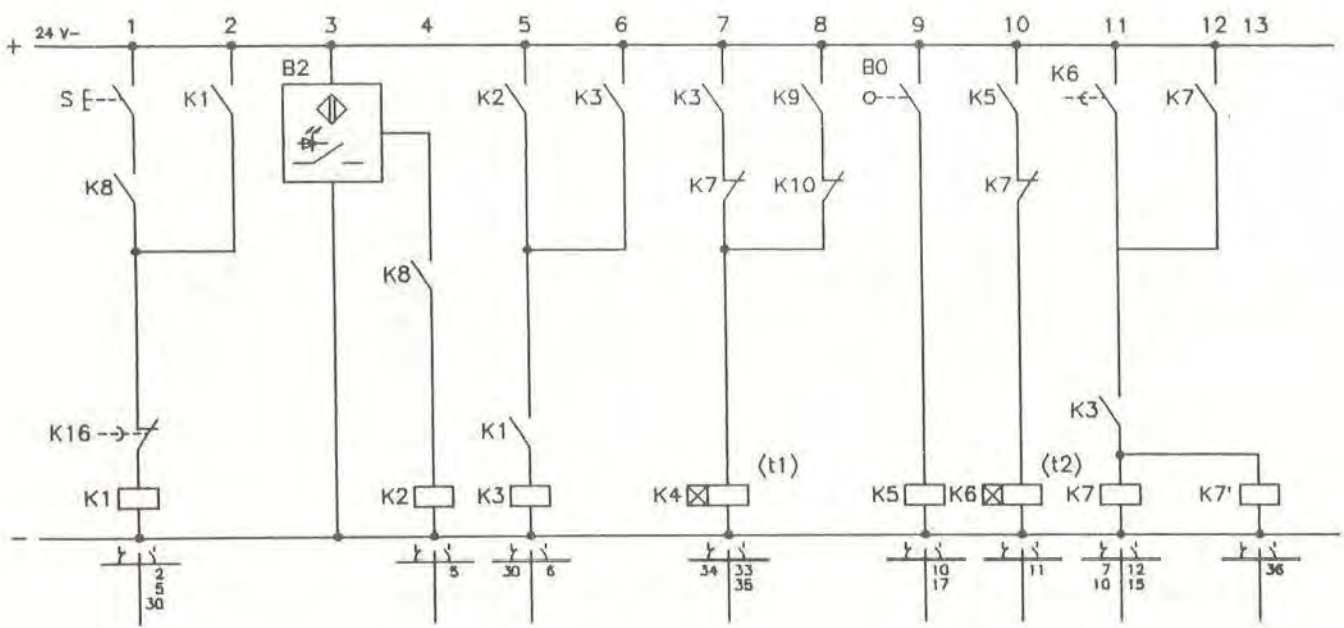 1 2 3 4 5 6 7 8 9 10 11 12 13
+ 24 V-
B2 B0 K6
S K1 K2 K3 K3 K9 K5 K7
K8 K7 K10 K7
K8
K16 K1 K3
(t1) (t2)
K1 K2 K3 K4 K5 K6 K7 K7'
-
2 5 30 6 34 33 10 11 7 12 36
5 35 17 10 15
30